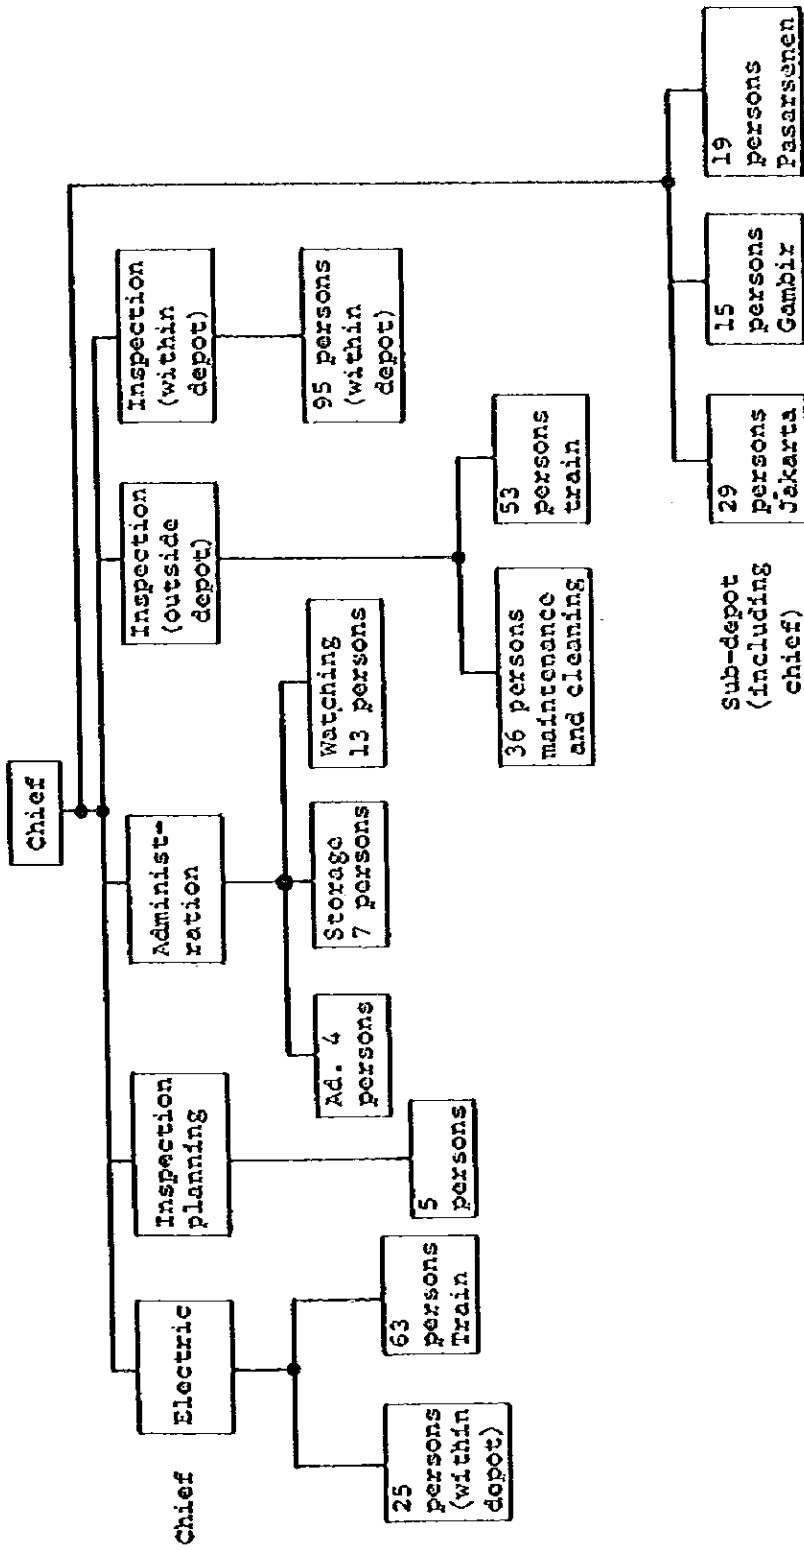 Chief
Chief
Electric
Inspection
planning
Administ-
ration
Inspection
(outside
depot)
Inspection
(within
depot)
25
persons
(within
depot)
63
persons
Train
5
persons
Ad. 4
persons
Storage
7 persons
Watching
13 persons
36 persons
maintenance
and cleaning
53
persons
train
95 persons
(within
depot)
Sub-depot
(including
chief)
29
persons
Jakarta
15
persons
Gambir
19
persons
Pasarsenen